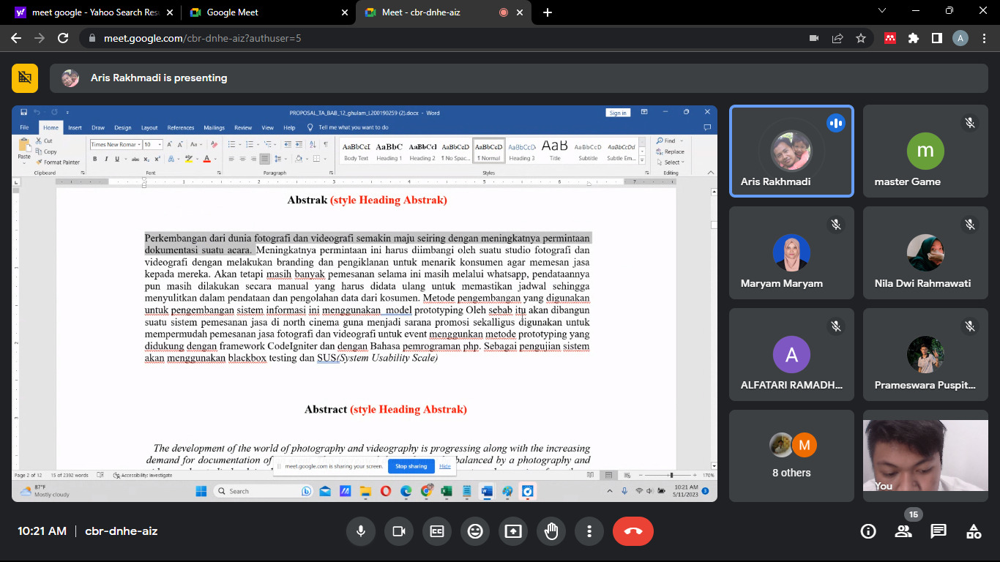 meet google - Yahoo Search Res
Google Meet
Meet - cbr-dnhe-aiz
meet.google.com/cbr-dnhe-aiz?authuser=5
A
Aris Rakhmadi is presenting
PROPOSAL_TA_BAB_12_ghulam_L200190259 (2).docx - Word
Sign in
File Home Insert Draw Design Layout References Mailings Review View Help Tell me what you want to do
Paste
Cut
Copy
Format Painter
Times New Roman 10
Clipboard
Font
Paragraph
AaBbCcI Body Text
AaBbC Heading 1
AaBbCcI Heading 2
AaBbCcD ¶ No Spac...
AaBbCcD ¶ Normal
AaBbCcD Heading 3
AaB Title
AaBbCcD Subtitle
AaBbCcDd Subtle Em...
Styles
Find
Replace
Select
Editing
Abstrak (style Heading Abstrak)
Perkembangan dari dunia fotografi dan videografi semakin maju seiring dengan meningkatnya permintaan
dokumentasi suatu acara. Meningkatnya permintaan ini harus diimbangi oleh suatu studio fotografi dan
videografi dengan melakukan branding dan pengiklanan untuk menarik konsumen agar memesan jasa
kepada mereka. Akan tetapi masih banyak pemesanan selama ini masih melalui whatsapp, pendataannya
pun masih dilakukan secara manual yang harus didata ulang untuk memastikan jadwal sehingga
menyulitkan dalam pendataan dan pengolahan data dari kosumen. Metode pengembangan yang digunakan
untuk pengembangan sistem informasi ini menggunakan model prototyping Oleh sebab itu akan dibangun
suatu sistem pemesanan jasa di north cinema guna menjadi sarana promosi sekalligus digunakan untuk
mempermudah pemesanan jasa fotografi dan videografi untuk event menggunkan metode prototyping yang
didukung dengan framework CodeIgniter dan dengan Bahasa pemrograman php. Sebagai pengujian sistem
akan menggunakan blackbox testing dan SUS(System Usability Scale)
Abstract (style Heading Abstrak)
The development of the world of photography and videography is progressing along with the increasing
demand for documentation of
balanced by a photography and
meet.google.com is sharing your screen. Stop sharing Hide
Page 2 of 12 15 of 2392 words Accessibility: Investigate
170%
87°F
Mostly cloudy
Search
10:21 AM
5/11/2023
3
Aris Rakhmadi
m
master Game
Maryam Maryam
Nila Dwi Rahmawati
A
ALFATARI RAMADH...
Prameswara Puspit...
M
8 others
You
10:21 AM | cbr-dnhe-aiz
15